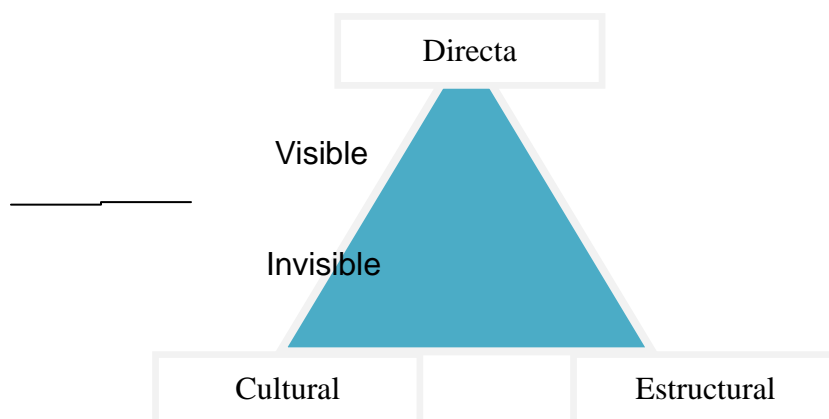 Directa
Visible
Invisible
Cultural
Estructural